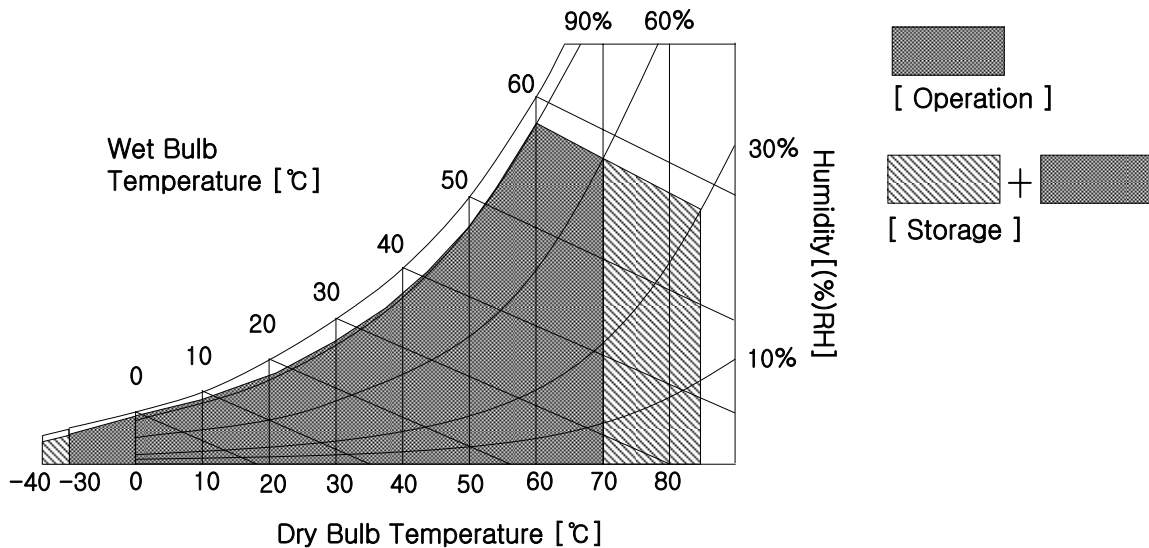 90% 60%
60
[ Operation ]
Wet Bulb
Temperature [℃]
50
30%
40
30
20
10
0
Humidity[(%)RH]
10%
[ Storage ]
+
-40 -30 0 10 20 30 40 50 60 70 80
Dry Bulb Temperature [℃]